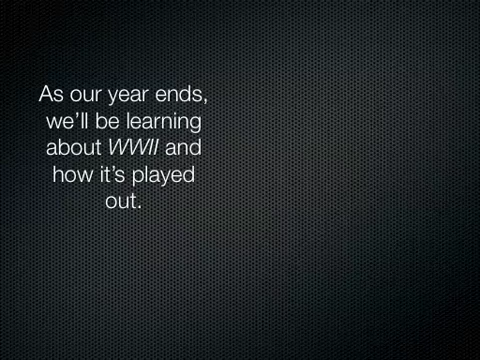 As our year ends,
we’ll be learning
about WWII and
how it’s played
out.